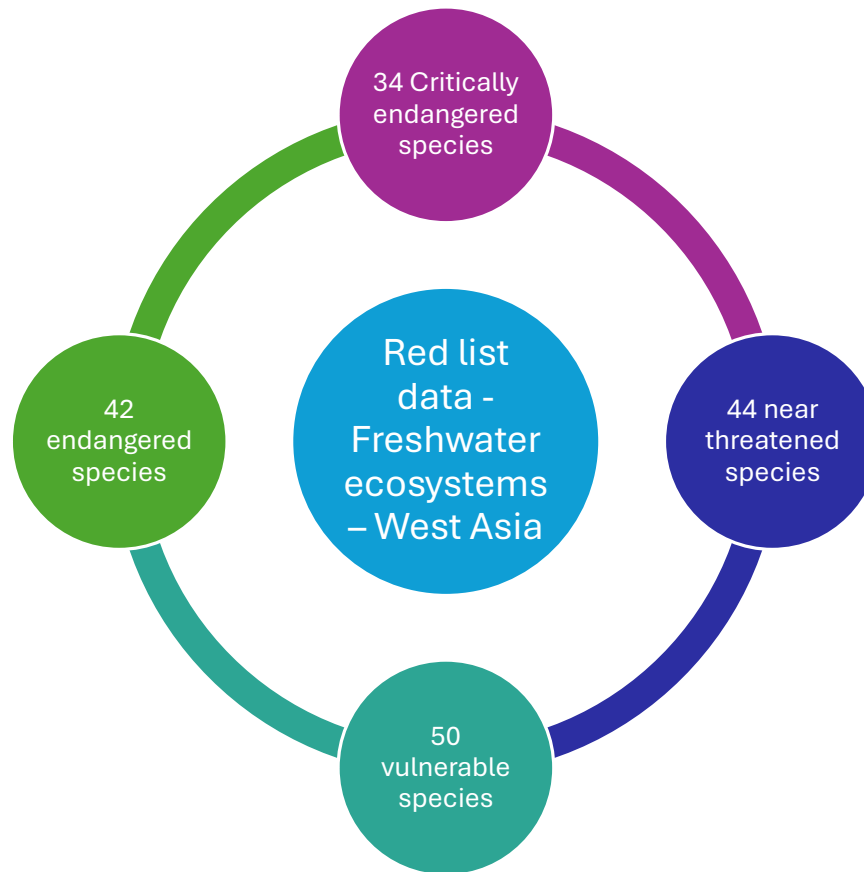 34 Critically
endangered
species
42
endangered
species
Red list
data -
Freshwater
ecosystems
– West Asia
44 near
threatened
species
50
vulnerable
species